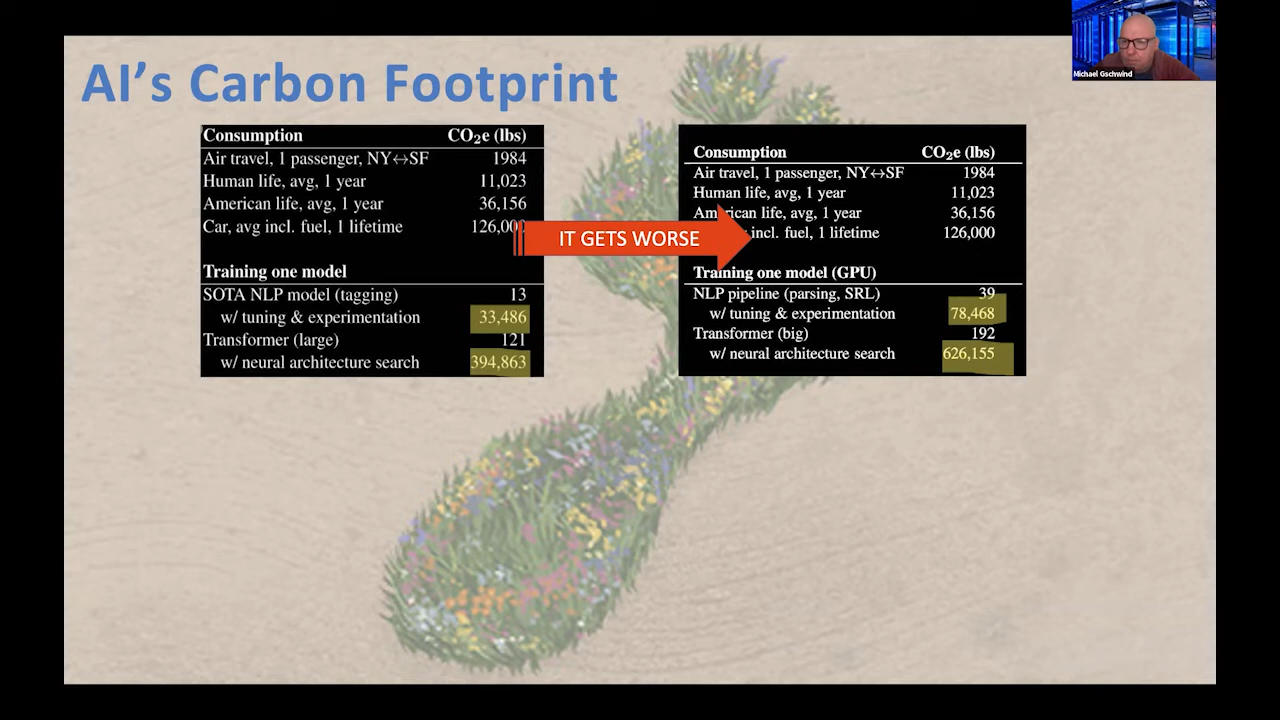 AI's Carbon Footprint
Michael Gschwind
Consumption CO₂e (lbs)
Air travel, 1 passenger, NY↔SF 1984
Human life, avg, 1 year 11,023
American life, avg, 1 year 36,156
Car, avg incl. fuel, 1 lifetime 126,000
Training one model
SOTA NLP model (tagging) 13
w/ tuning & experimentation 33,486
Transformer (large) 121
w/ neural architecture search 394,863
IT GETS WORSE
Consumption CO₂e (lbs)
Air travel, 1 passenger, NY↔SF 1984
Human life, avg, 1 year 11,023
American life, avg, 1 year 36,156
incl. fuel, 1 lifetime 126,000
Training one model (GPU)
NLP pipeline (parsing, SRL) 39
w/ tuning & experimentation 78,468
Transformer (big) 192
w/ neural architecture search 626,155